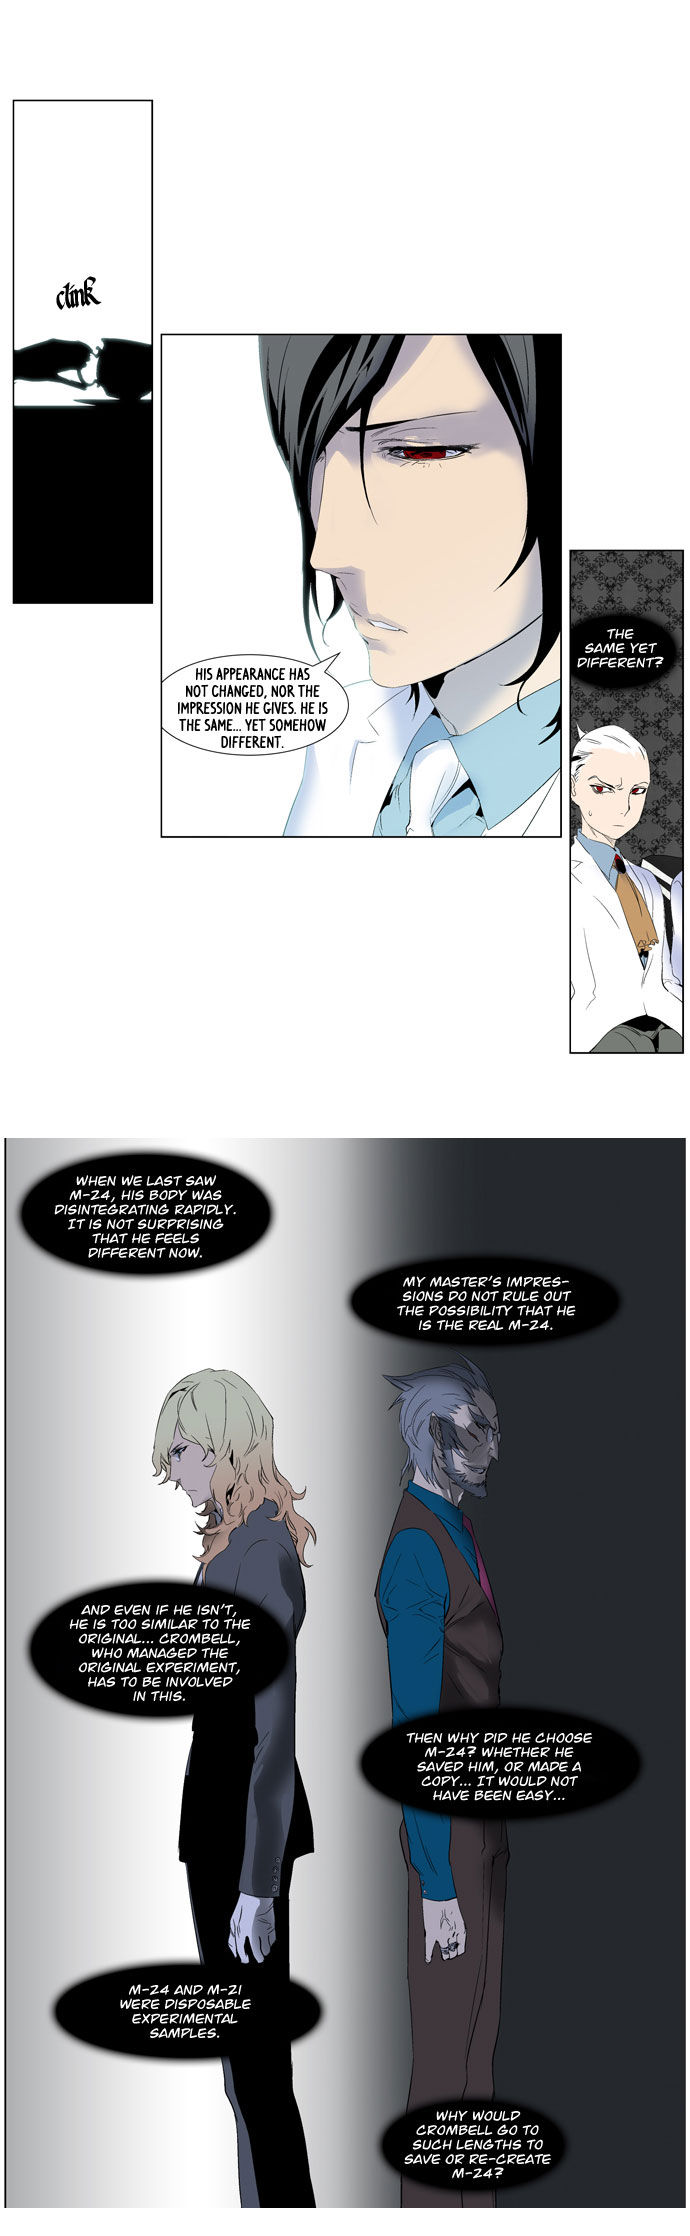 clink
HIS APPEARANCE HAS
NOT CHANGED, NOR THE
IMPRESSION HE GIVES. HE IS
THE SAME... YET SOMEHOW
DIFFERENT.
THE
SAME YET
DIFFERENT?
WHEN WE LAST SAW
M-24, HIS BODY WAS
DISINTEGRATING RAPIDLY.
IT IS NOT SURPRISING
THAT HE FEELS
DIFFERENT NOW.
MY MASTER'S IMPRES-
SIONS DO NOT RULE OUT
THE POSSIBILITY THAT HE
IS THE REAL M-24.
AND EVEN IF HE ISN'T,
HE IS TOO SIMILAR TO THE
ORIGINAL... CROMBELL,
WHO MANAGED THE
ORIGINAL EXPERIMENT,
HAS TO BE INVOLVED
IN THIS.
THEN WHY DID HE CHOOSE
M-24? WHETHER HE
SAVED HIM, OR MADE A
COPY... IT WOULD NOT
HAVE BEEN EASY...
M-24 AND M-21
WERE DISPOSABLE
EXPERIMENTAL
SAMPLES.
WHY WOULD
CROMBELL GO TO
SUCH LENGTHS TO
SAVE OR RE-CREATE
M-24?